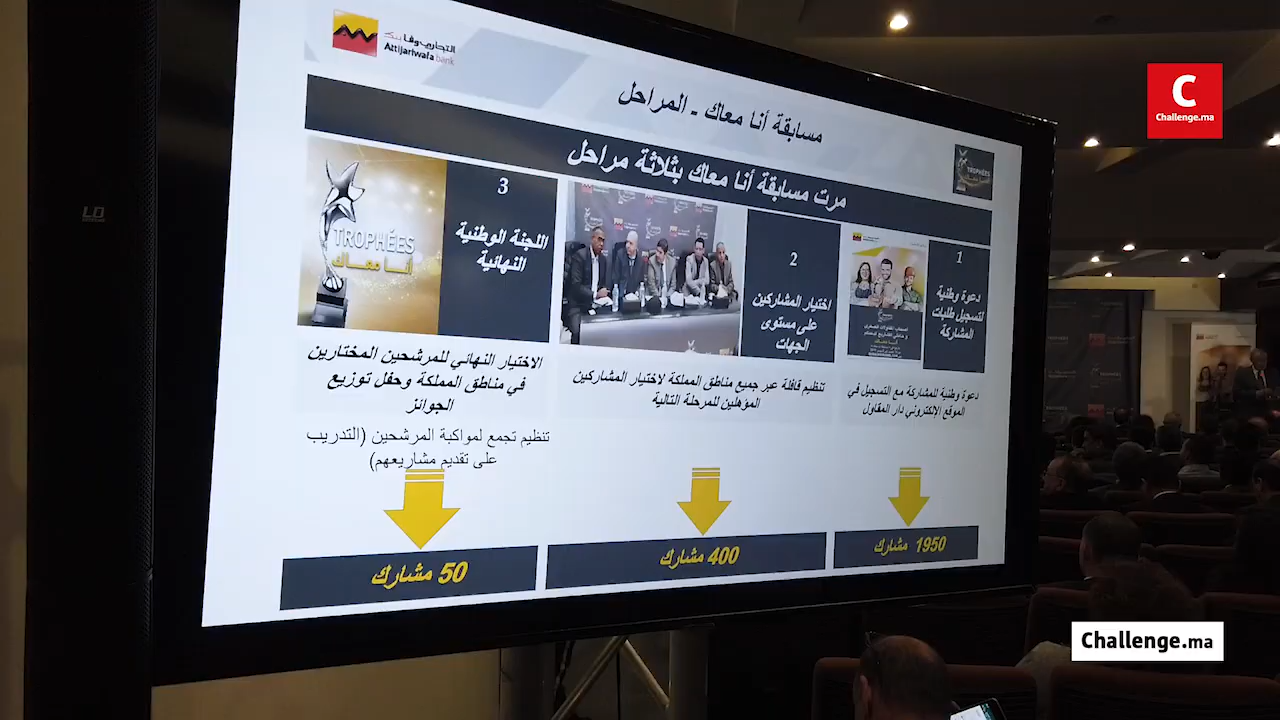 التجاري وفا بنك
Attijariwafa bank
C
Challenge.ma
مسابقة أنا معاك - المراحل
مرت مسابقة أنا معاك بثلاثة مراحل
TROPHÉES
1
دعوة وطنية
لتسجيل طلبات
المشاركة
2
اختيار المشاركين
على مستوى
الجهات
3
اللجنة الوطنية
النهائية
TROPHÉES
أنا معاك
دعوة وطنية للمشاركة مع التسجيل في
الموقع الإلكتروني دار المقاول
تنظيم قافلة عبر جميع مناطق المملكة لاختيار المشاركين
المؤهلين للمرحلة التالية
الاختيار النهائي للمرشحين المختارين
في مناطق المملكة وحفل توزيع
الجوائز
تنظيم تجمع لمواكبة المرشحين (التدريب
على تقديم مشاريعهم)
1950 مشارك
400 مشارك
50 مشارك
Challenge.ma